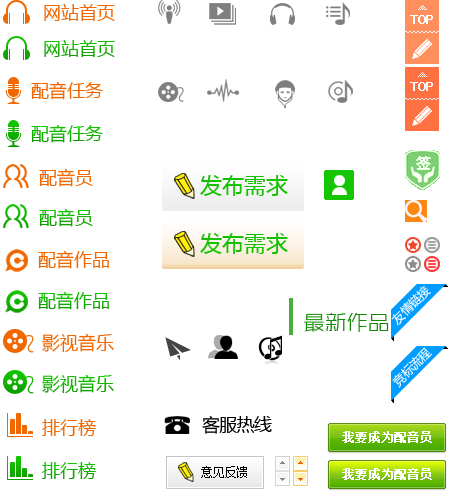 网站首页
TOP
网站首页
配音任务
TOP
配音任务
签
配音员
发布需求
配音员
发布需求
配音作品
配音作品
最新作品
友情链接
影视音乐
影视音乐
竞标流程
排行榜
客服热线
我要成为配音员
排行榜
意见反馈
我要成为配音员